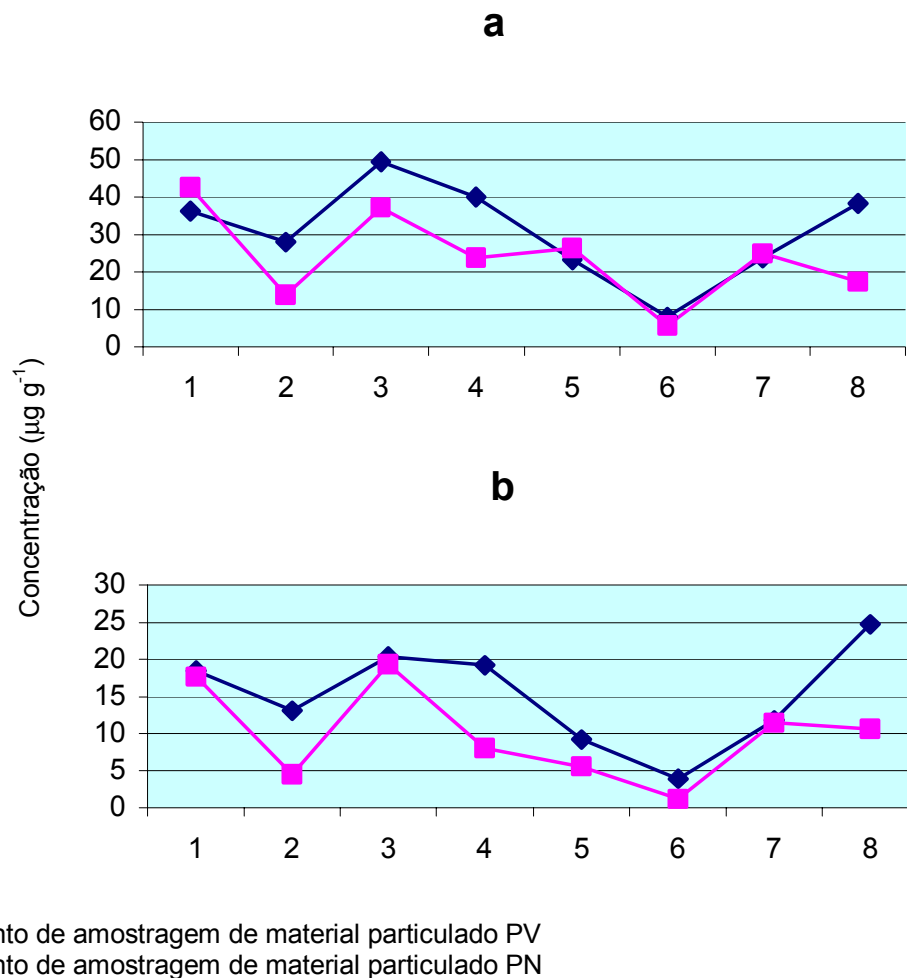 a
60
50
40
30
20
10
0
1 2 3 4 5 6 7 8
Concentração (µg g-1)
b
30
25
20
15
10
5
0
1 2 3 4 5 6 7 8
nto de amostragem de material particulado PV
nto de amostragem de material particulado PN